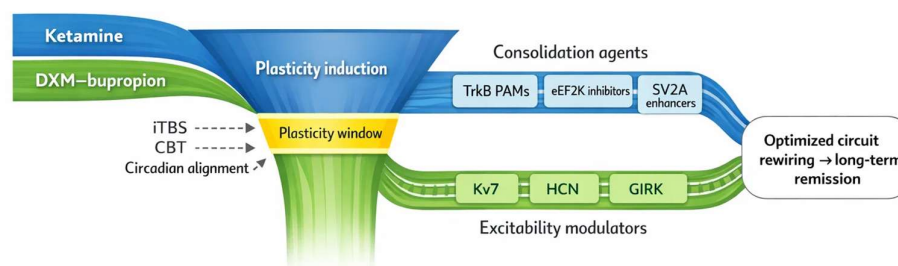 Ketamine
DXM–bupropion
Plasticity induction
iTBS
CBT
Circadian alignment
Plasticity window
Consolidation agents
TrkB PAMs
eEF2K inhibitors
SV2A
enhancers
Kv7
HCN
GIRK
Excitability modulators
Optimized circuit
rewiring → long-term
remission